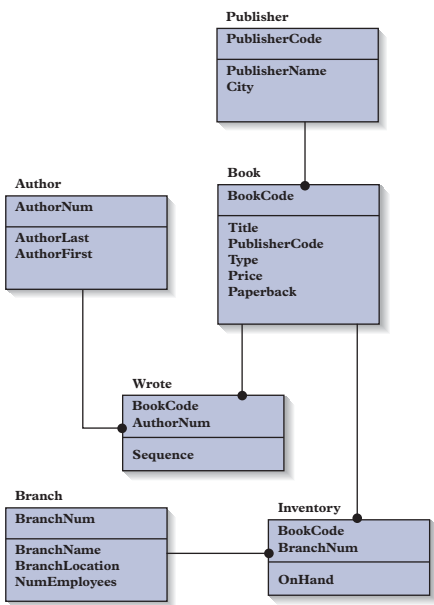 Publisher
PublisherCode
PublisherName
City
Book
BookCode
Title
PublisherCode
Type
Price
Paperback
Author
AuthorNum
AuthorLast
AuthorFirst
Wrote
BookCode
AuthorNum
Sequence
Branch
BranchNum
BranchName
BranchLocation
NumEmployees
Inventory
BookCode
BranchNum
OnHand